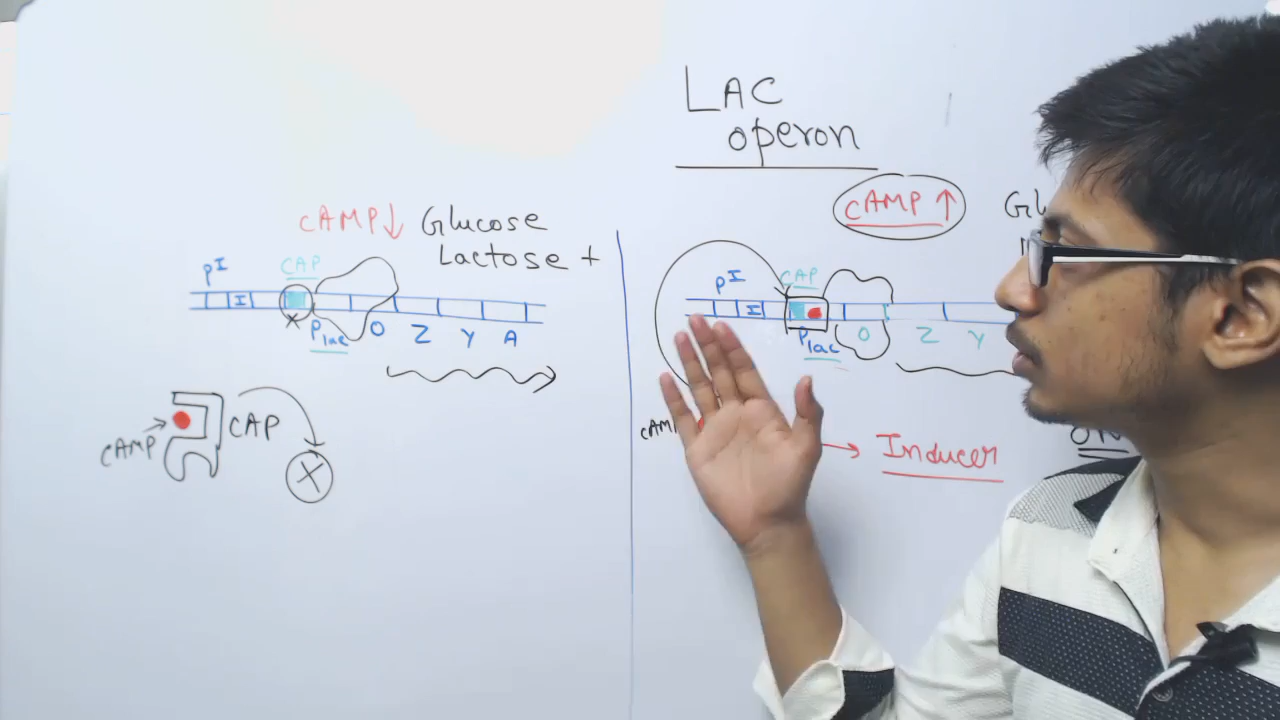 LAC
operon
cAMP↓ Glucose
Lactose +
pI
CAP
I
Plac
O
Z
Y
A
cAMP
CAP
X
cAMP ↑
pI
CAP
I
Plac
O
Z
Y
Inducer